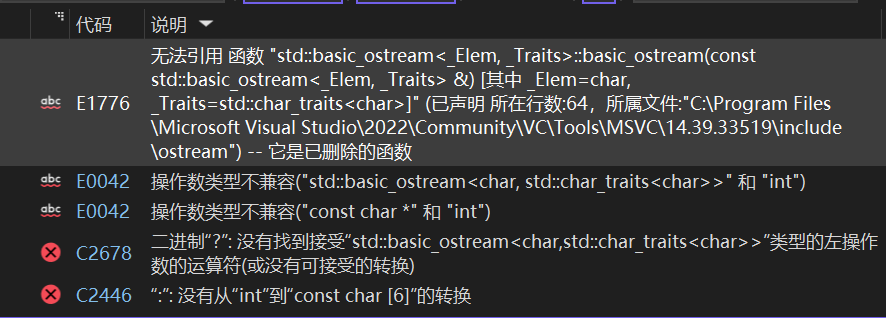 代码 说明
无法引用 函数 "std::basic_ostream<_Elem, _Traits>::basic_ostream(const
std::basic_ostream<_Elem, _Traits> &) [其中 _Elem=char,
abc E1776 _Traits=std::char_traits<char>]" (已声明 所在行数:64，所属文件:"C:\Program Files
\Microsoft Visual Studio\2022\Community\VC\Tools\MSVC\14.39.33519\include
\ostream") -- 它是已删除的函数
abc E0042 操作数类型不兼容("std::basic_ostream<char, std::char_traits<char>>" 和 "int")
abc E0042 操作数类型不兼容("const char *" 和 "int")
C2678 二进制“?”: 没有找到接受“std::basic_ostream<char,std::char_traits<char>>”类型的左操作
数的运算符(或没有可接受的转换)
C2446 “:”: 没有从“int”到“const char [6]”的转换